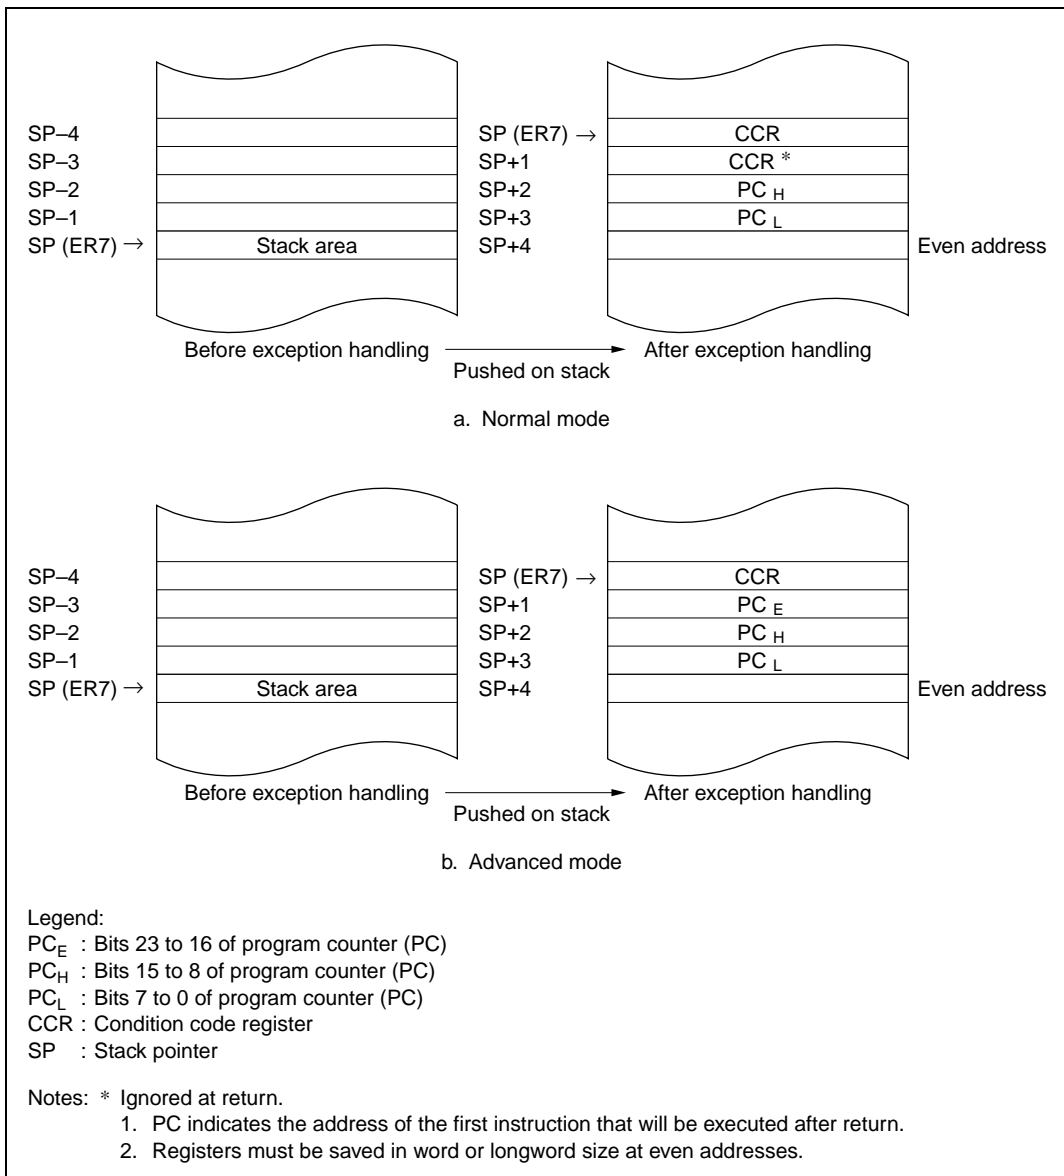 SP–4 SP (ER7) → CCR
SP–3 SP+1 CCR *
SP–2 SP+2 PC H
SP–1 SP+3 PC L
SP (ER7) → Stack area SP+4 Even address
Before exception handling After exception handling
Pushed on stack
a. Normal mode
SP–4 SP (ER7) → CCR
SP–3 SP+1 PC E
SP–2 SP+2 PC H
SP–1 SP+3 PC L
SP (ER7) → Stack area SP+4 Even address
Before exception handling After exception handling
Pushed on stack
b. Advanced mode
Legend:
PCE : Bits 23 to 16 of program counter (PC)
PCH : Bits 15 to 8 of program counter (PC)
PCL : Bits 7 to 0 of program counter (PC)
CCR : Condition code register
SP : Stack pointer
Notes: * Ignored at return.
1. PC indicates the address of the first instruction that will be executed after return.
2. Registers must be saved in word or longword size at even addresses.